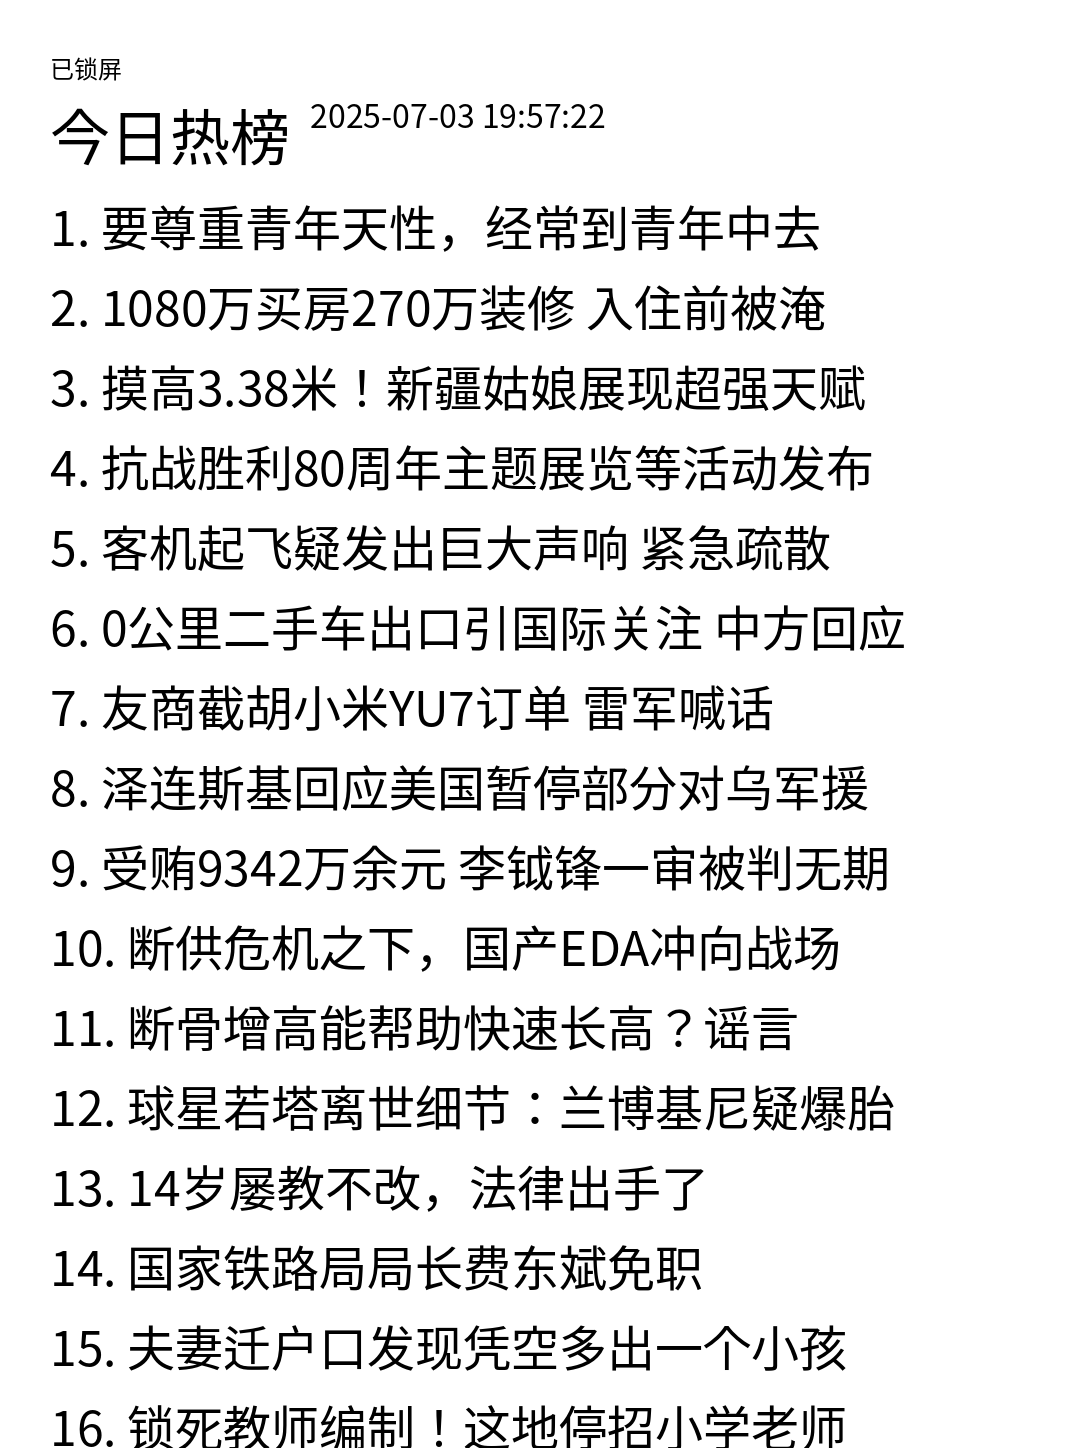 已锁屏
今日热榜 2025-07-03 19:57:22
1. 要尊重青年天性，经常到青年中去
2. 1080万买房270万装修 入住前被淹
3. 摸高3.38米！新疆姑娘展现超强天赋
4. 抗战胜利80周年主题展览等活动发布
5. 客机起飞疑发出巨大声响 紧急疏散
6. 0公里二手车出口引国际关注 中方回应
7. 友商截胡小米YU7订单 雷军喊话
8. 泽连斯基回应美国暂停部分对乌军援
9. 受贿9342万余元 李钺锋一审被判无期
10. 断供危机之下，国产EDA冲向战场
11. 断骨增高能帮助快速长高？谣言
12. 球星若塔离世细节：兰博基尼疑爆胎
13. 14岁屡教不改，法律出手了
14. 国家铁路局局长费东斌免职
15. 夫妻迁户口发现凭空多出一个小孩
16. 锁死教师编制！这地停招小学老师